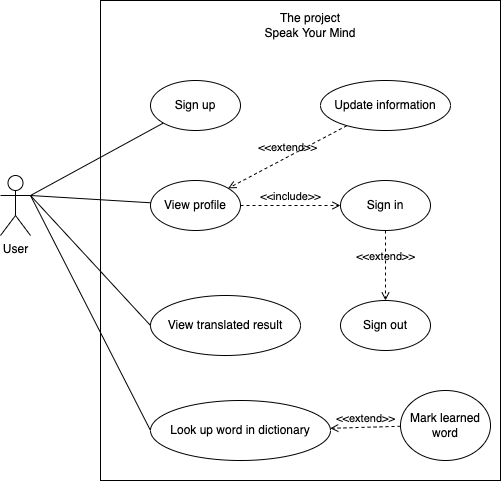 The project
Speak Your Mind
Sign up
Update information
<<extend>>
View profile
<<include>>
Sign in
User
<<extend>>
View translated result
Sign out
Look up word in dictionary
<<extend>>
Mark learned
word